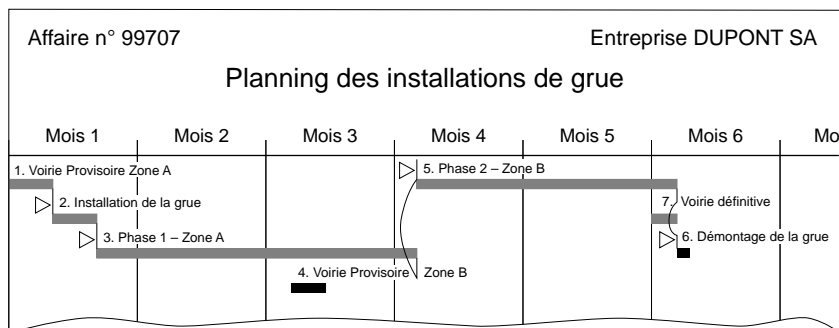 Affaire n° 99707 Entreprise DUPONT SA
Planning des installations de grue
Mois 1 Mois 2 Mois 3 Mois 4 Mois 5 Mois 6 Mo
1. Voirie Provisoire Zone A 5. Phase 2 – Zone B
2. Installation de la grue 7. Voirie définitive
3. Phase 1 – Zone A 6. Démontage de la grue
4. Voirie Provisoire Zone B